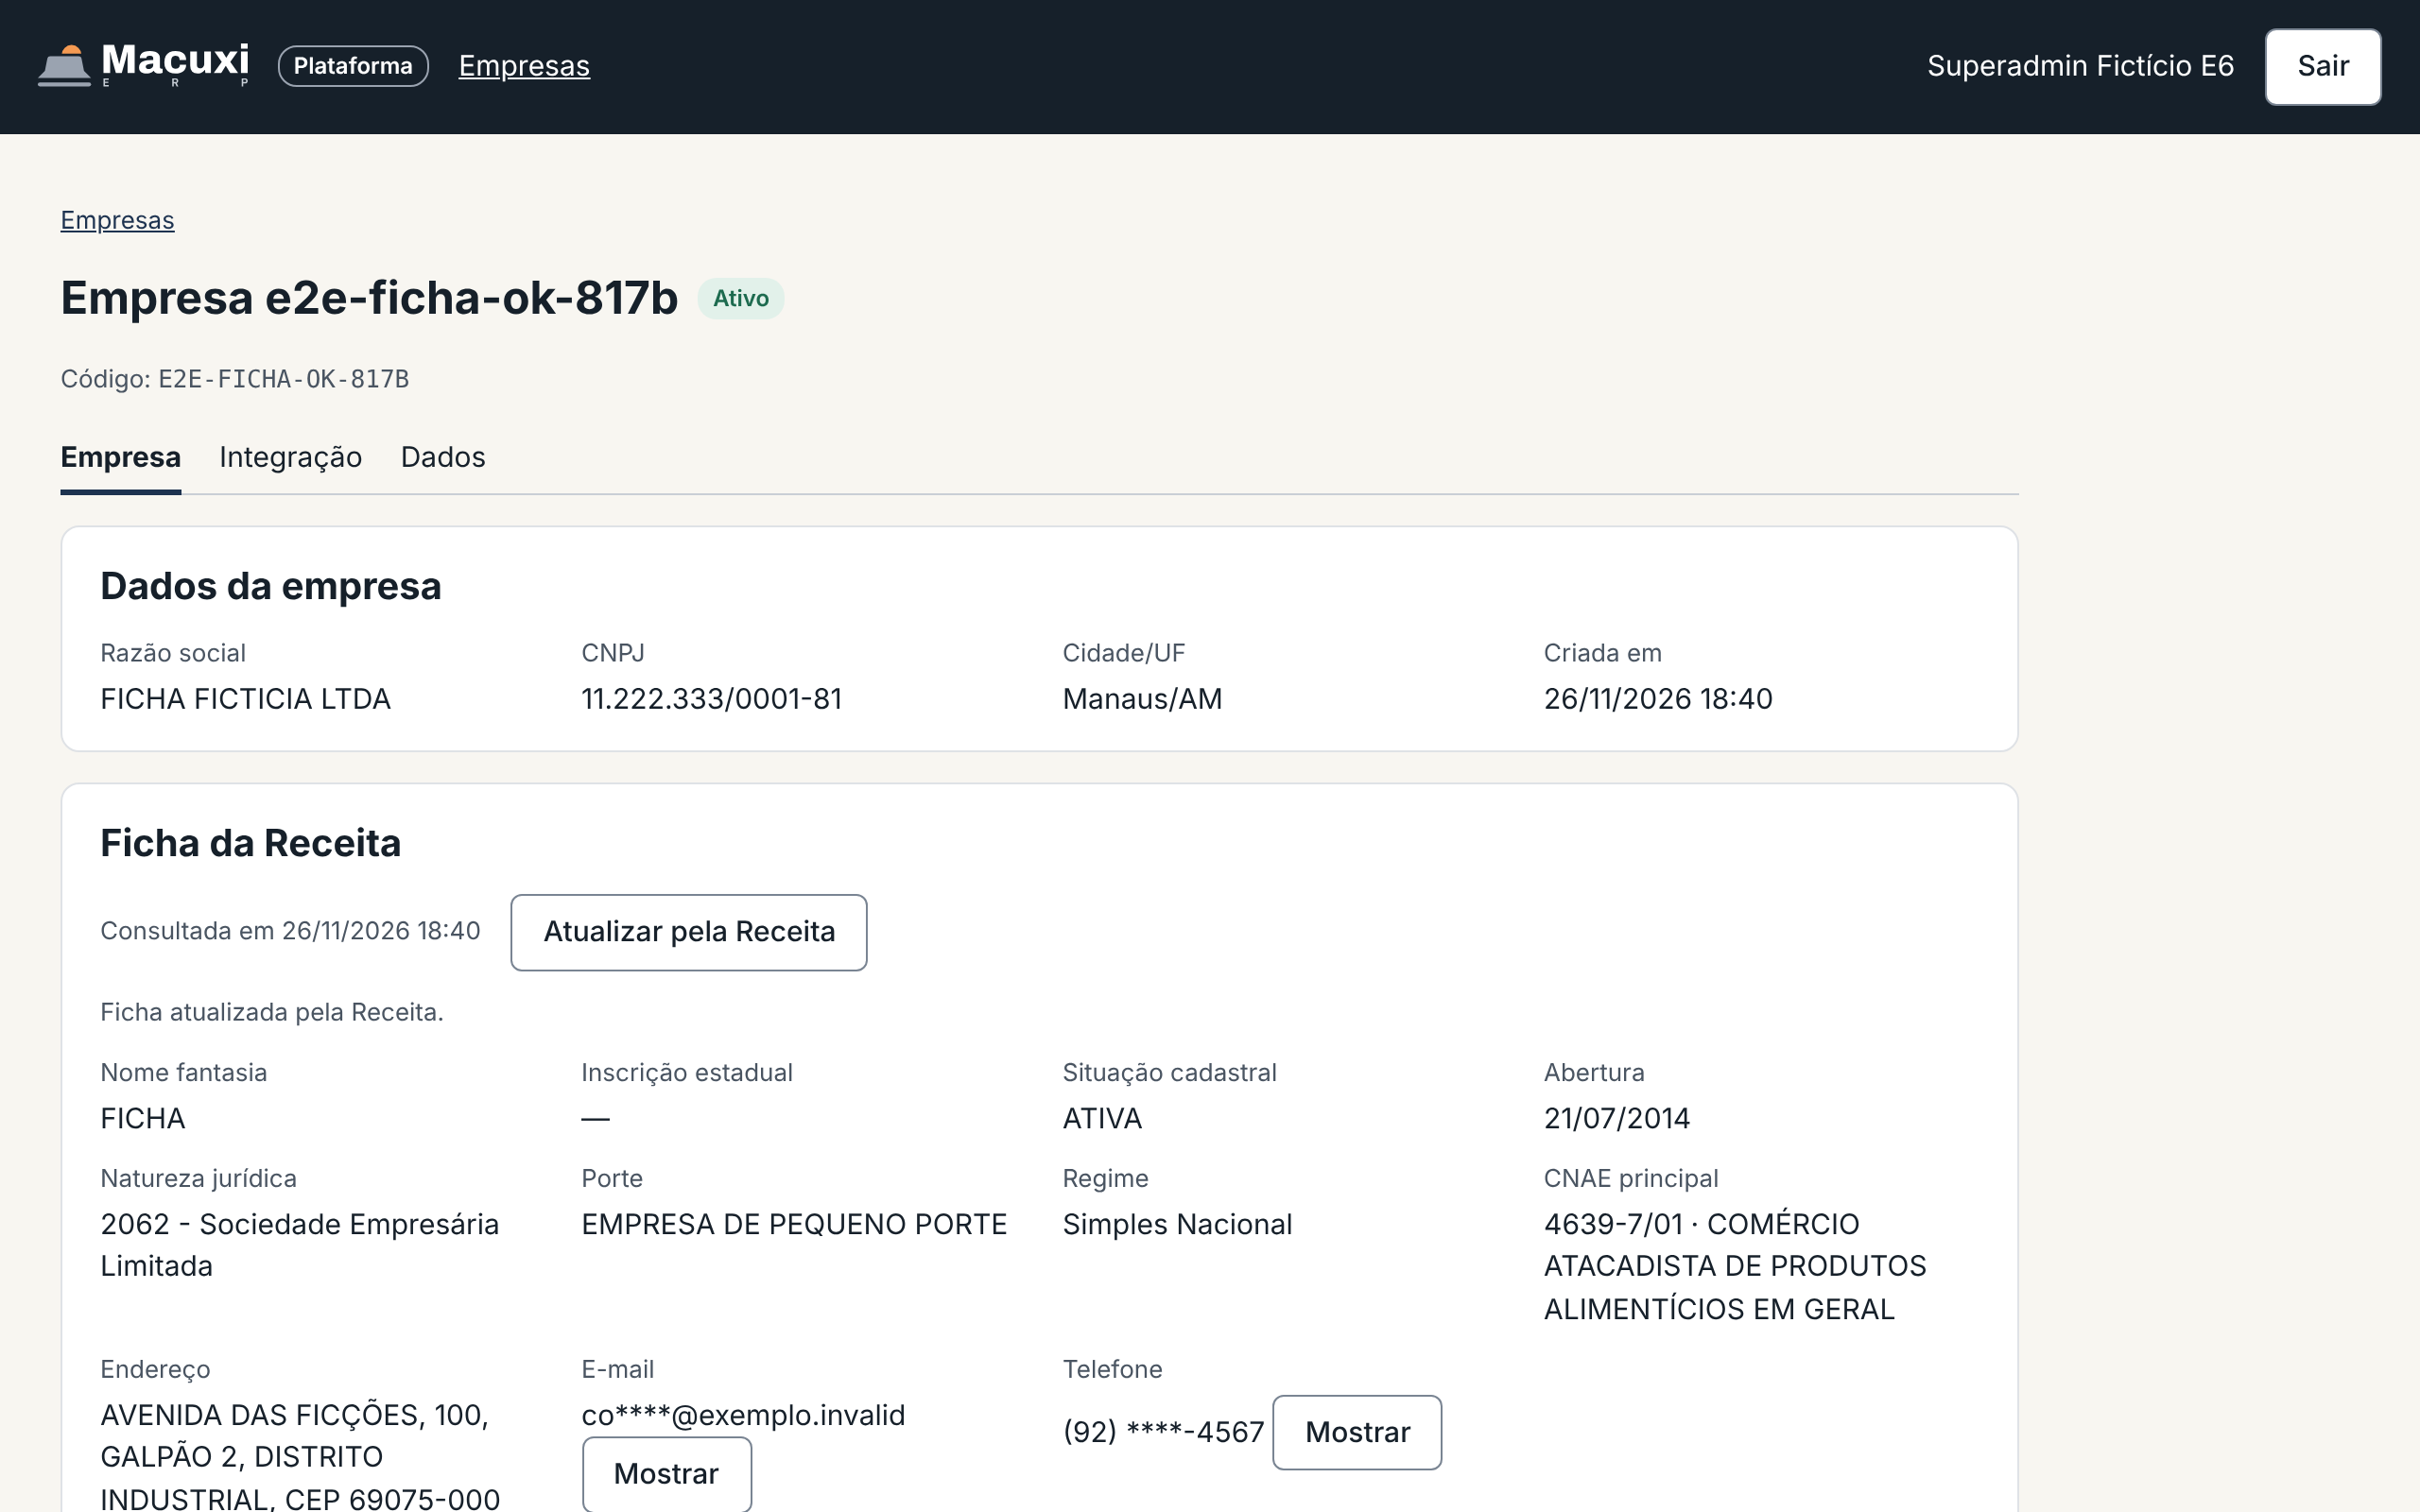 Macuxi
E R P
Plataforma
Empresas
Superadmin Fictício E6
Sair
Empresas
Empresa e2e-ficha-ok-817b
Ativo
Código: E2E-FICHA-OK-817B
Empresa
Integração
Dados
Dados da empresa
Razão social
FICHA FICTICIA LTDA
CNPJ
11.222.333/0001-81
Cidade/UF
Manaus/AM
Criada em
26/11/2026 18:40
Ficha da Receita
Consultada em 26/11/2026 18:40
Atualizar pela Receita
Ficha atualizada pela Receita.
Nome fantasia
FICHA
Inscrição estadual
—
Situação cadastral
ATIVA
Abertura
21/07/2014
Natureza jurídica
2062 - Sociedade Empresária
Limitada
Porte
EMPRESA DE PEQUENO PORTE
Regime
Simples Nacional
CNAE principal
4639-7/01 · COMÉRCIO
ATACADISTA DE PRODUTOS
ALIMENTÍCIOS EM GERAL
Endereço
AVENIDA DAS FICÇÕES, 100,
GALPÃO 2, DISTRITO
INDUSTRIAL, CEP 69075-000
E-mail
co****@exemplo.invalid
Mostrar
Telefone
(92) ****-4567
Mostrar